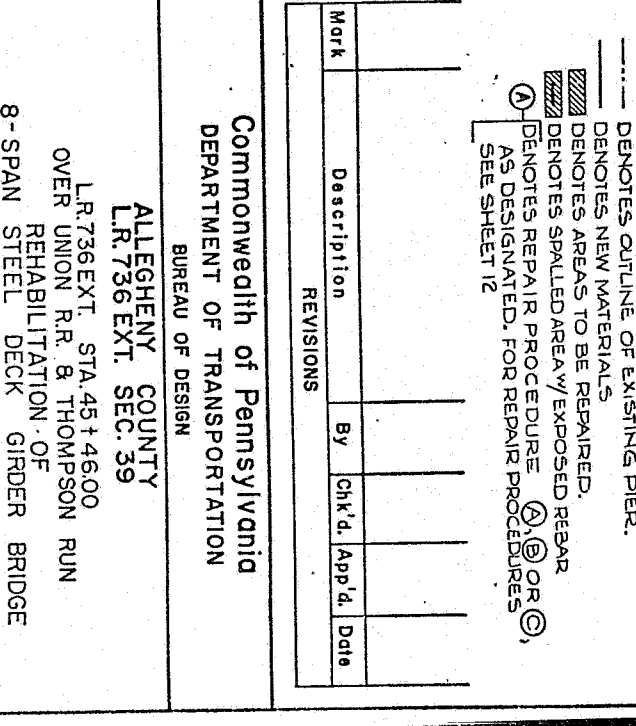 DENOTES OUTLINE OF EXISTING PIER.
DENOTES NEW MATERIALS
DENOTES AREAS TO BE REPAIRED.
DENOTES SPALLED AREA W/EXPOSED REBAR
Ⓐ DENOTES REPAIR PROCEDURE Ⓐ, Ⓑ OR Ⓒ,
AS DESIGNATED. FOR REPAIR PROCEDURES
SEE SHEET 12
Mark Description By Chk'd. App'd. Date
REVISIONS
Commonwealth of Pennsylvania
DEPARTMENT OF TRANSPORTATION
BUREAU OF DESIGN
ALLEGHENY COUNTY
L.R. 736 EXT. SEC. 39
L.R. 736 EXT. STA. 45+46.00
OVER UNION R.R. & THOMPSON RUN
REHABILITATION OF
8-SPAN STEEL DECK GIRDER BRIDGE